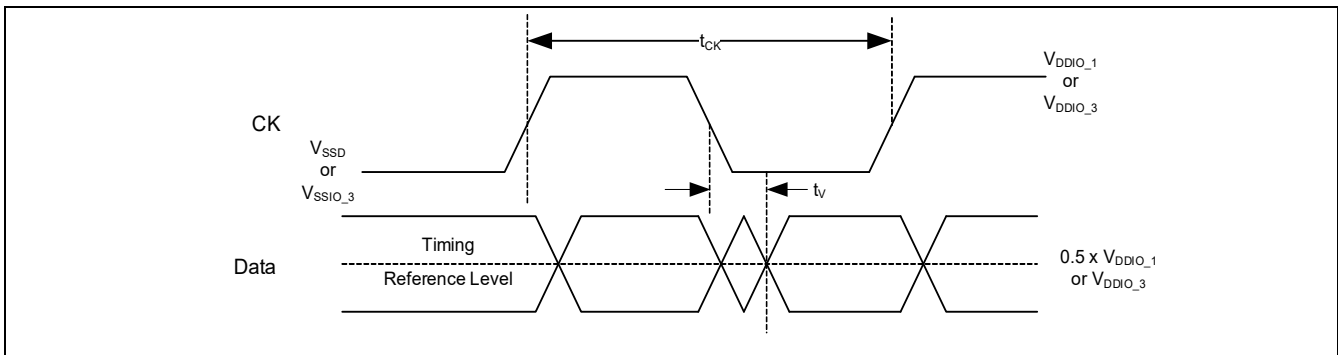 tCK
VDDIO_1
or
VDDIO_3
CK
VSSD
or
VSSIO_3
tV
Timing
Reference Level
Data
0.5 x VDDIO_1
or VDDIO_3